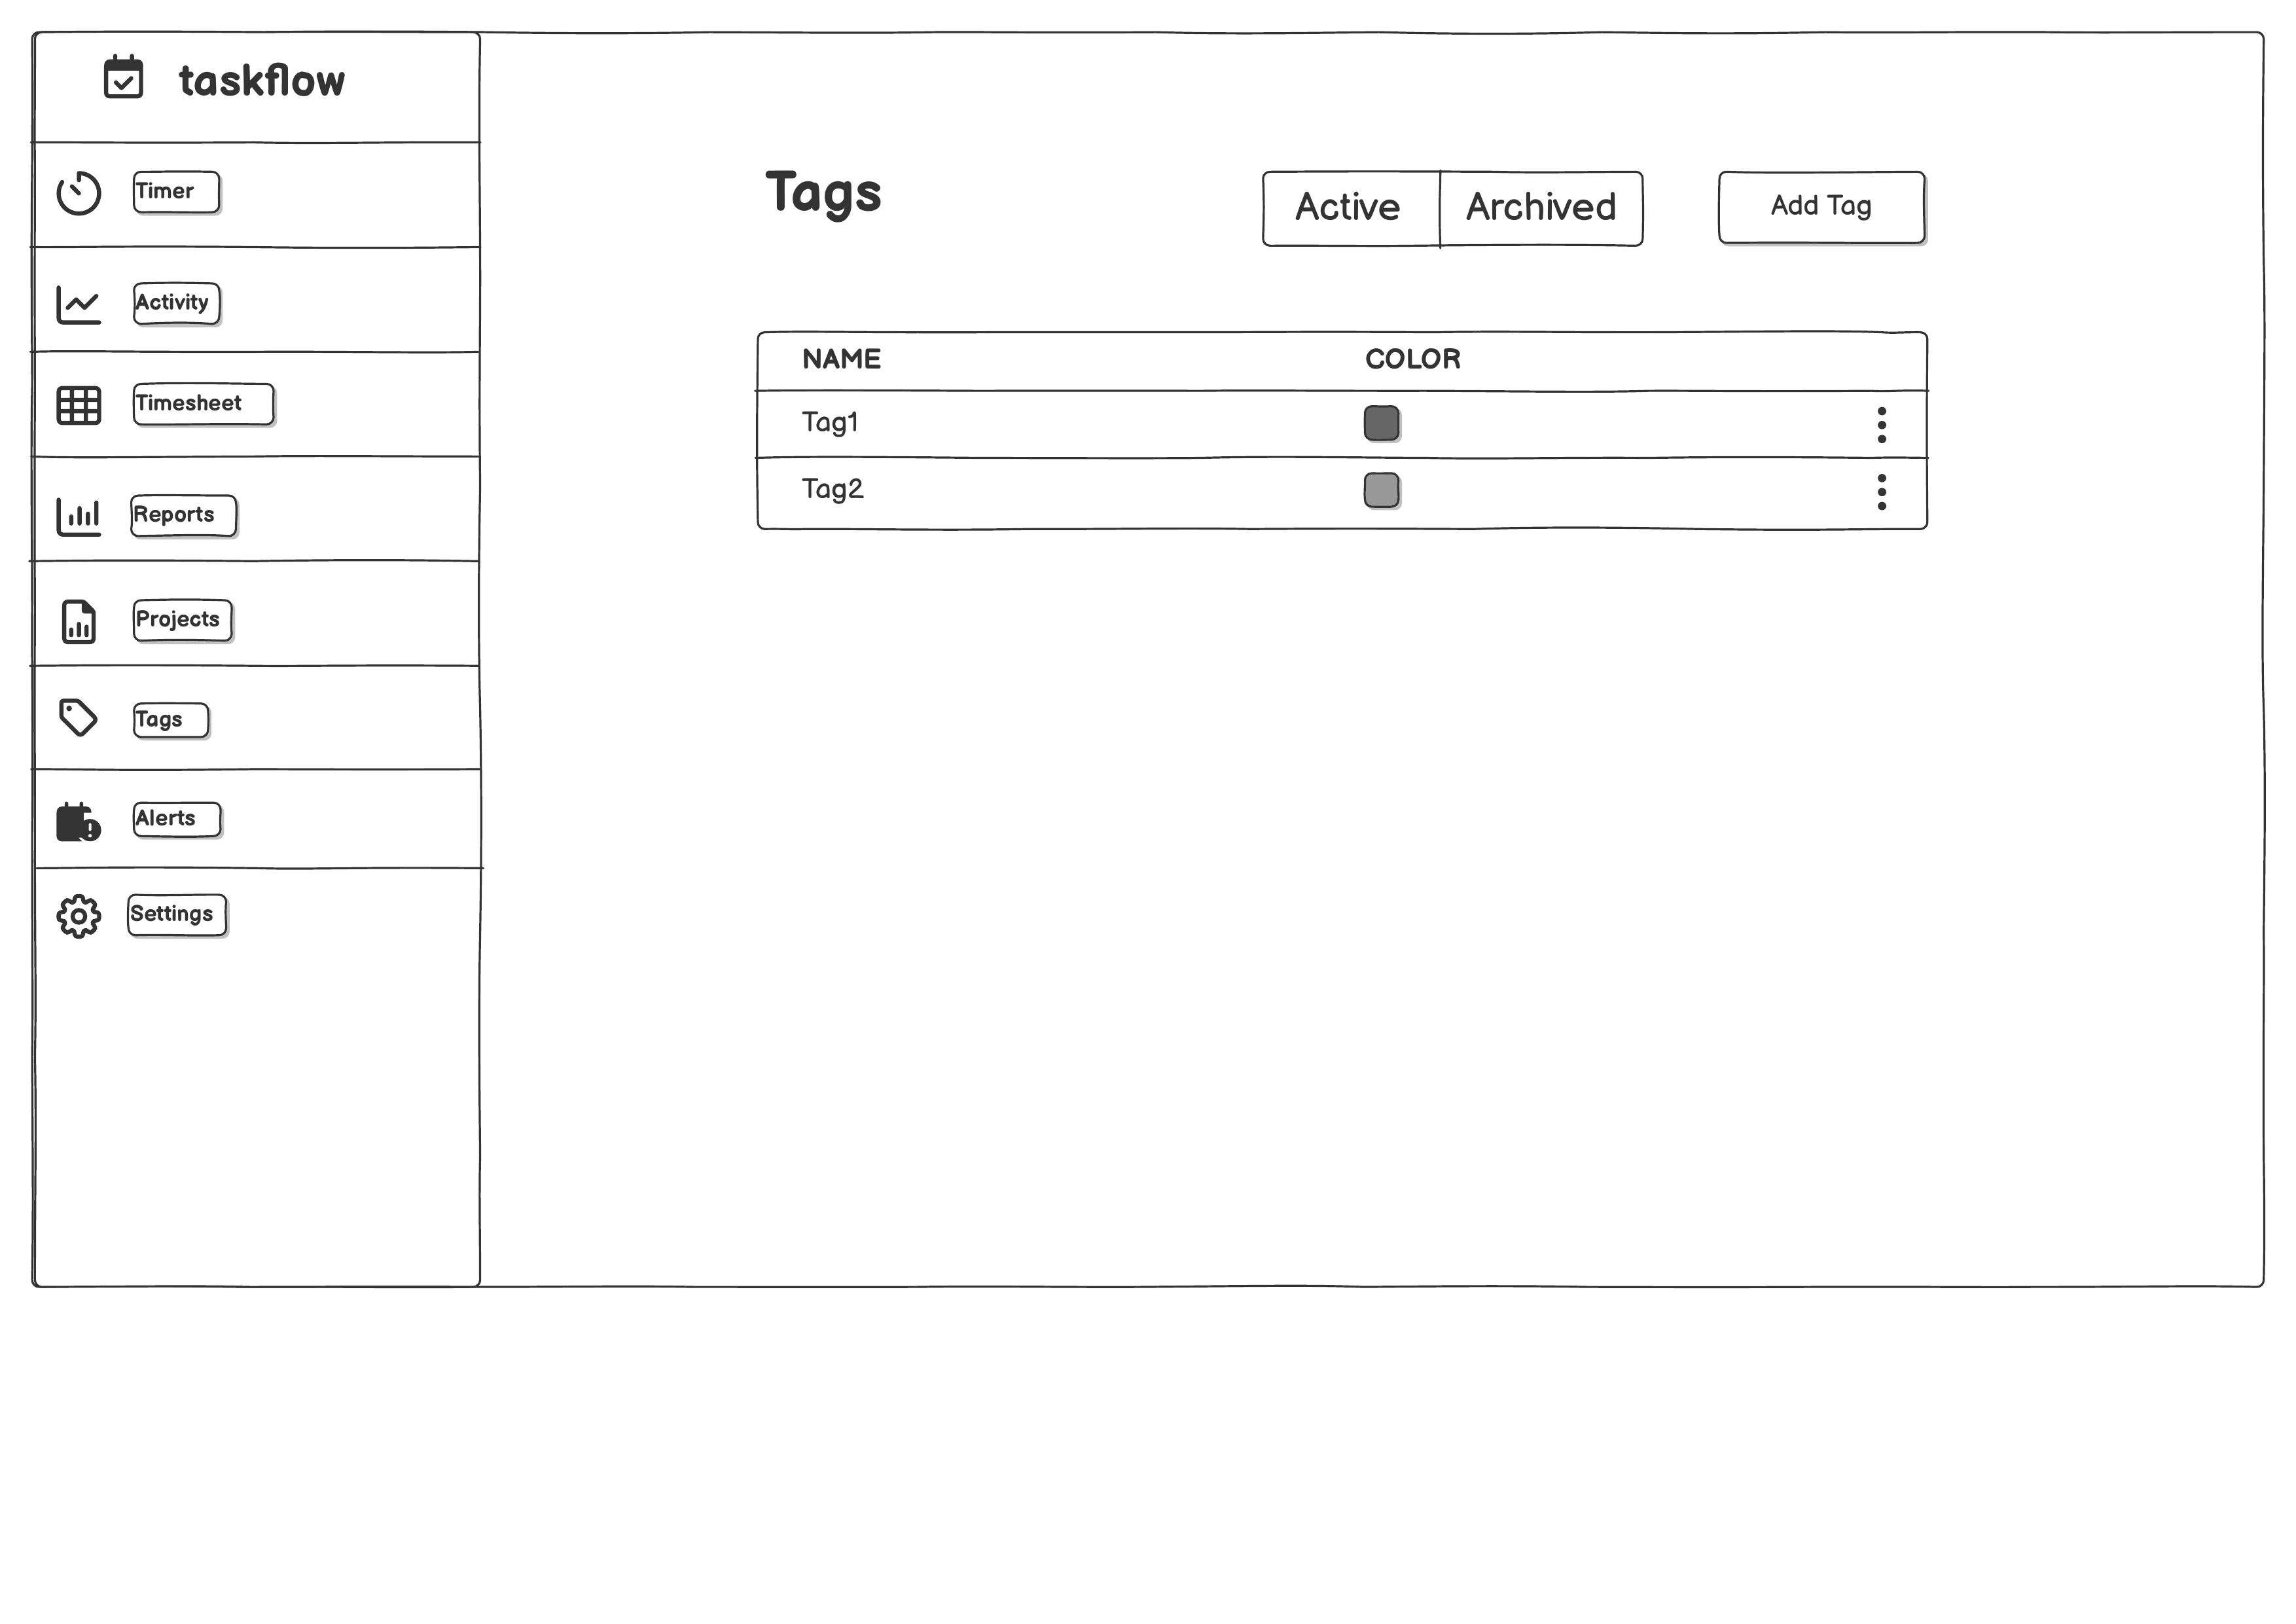 taskflow
Timer
Activity
Timesheet
Reports
Projects
Tags
Alerts
Settings
Tags
Active Archived
Add Tag
NAME COLOR
Tag1
Tag2